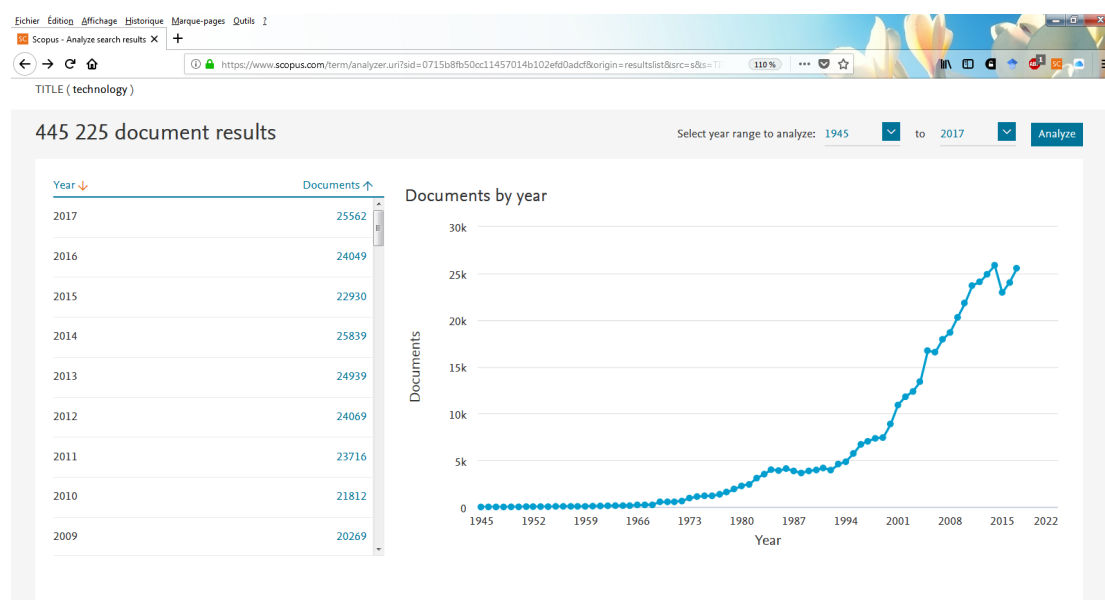 Fichier Édition Affichage Historique Marque-pages Outils ?
Scopus - Analyze search results
https://www.scopus.com/term/analyzer.uri?sid=0715b8fb50cc11457014b102efd0adcf&origin=resultslist&src=s&s=TI
110 %
TITLE ( technology )
445 225 document results
Select year range to analyze: 1945 to 2017 Analyze
Year Documents
2017 25562
2016 24049
2015 22930
2014 25839
2013 24939
2012 24069
2011 23716
2010 21812
2009 20269
Documents by year
30k
25k
20k
15k
10k
5k
0
Documents
1945 1952 1959 1966 1973 1980 1987 1994 2001 2008 2015 2022
Year